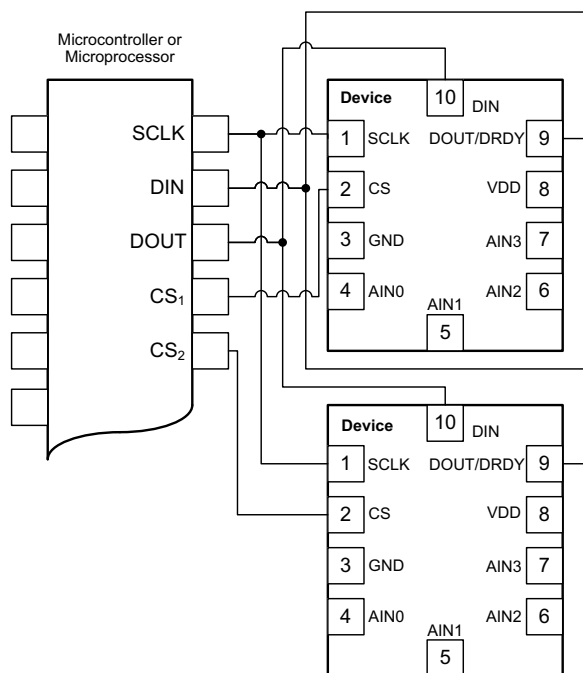 Microcontroller or
Microprocessor
SCLK
DIN
DOUT
CS1
CS2
Device
10
DIN
1
SCLK
DOUT/DRDY
9
2
CS
VDD
8
3
GND
AIN3
7
4
AIN0
AIN2
6
AIN1
5
Device
10
DIN
1
SCLK
DOUT/DRDY
9
2
CS
VDD
8
3
GND
AIN3
7
4
AIN0
AIN2
6
AIN1
5